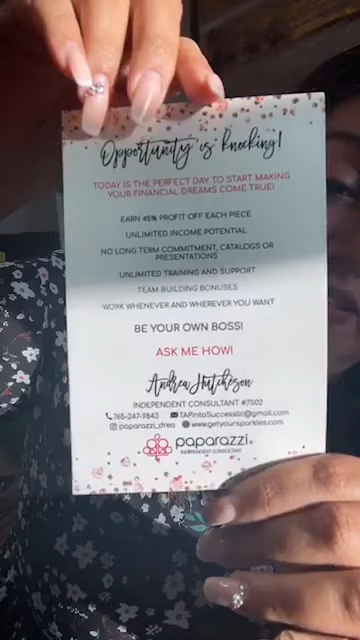 Opportunity is knocking!
TODAY IS THE PERFECT DAY TO START MAKING
YOUR FINANCIAL DREAMS COME TRUE!
EARN 45% PROFIT OFF EACH PIECE
UNLIMITED INCOME POTENTIAL
NO LONG TERM COMMITMENT, CATALOGS OR
PRESENTATIONS
UNLIMITED TRAINING AND SUPPORT
TEAM BUILDING BONUSES
WORK WHENEVER AND WHEREVER YOU WANT
BE YOUR OWN BOSS!
ASK ME HOW!
Andrea Hutcheson
INDEPENDENT CONSULTANT #7502
765-247-9843 TAPintoSuccessllc@gmail.com
paparazzi_drea www.getyoursparkles.com
paparazzi
INDEPENDENT CONSULTANT